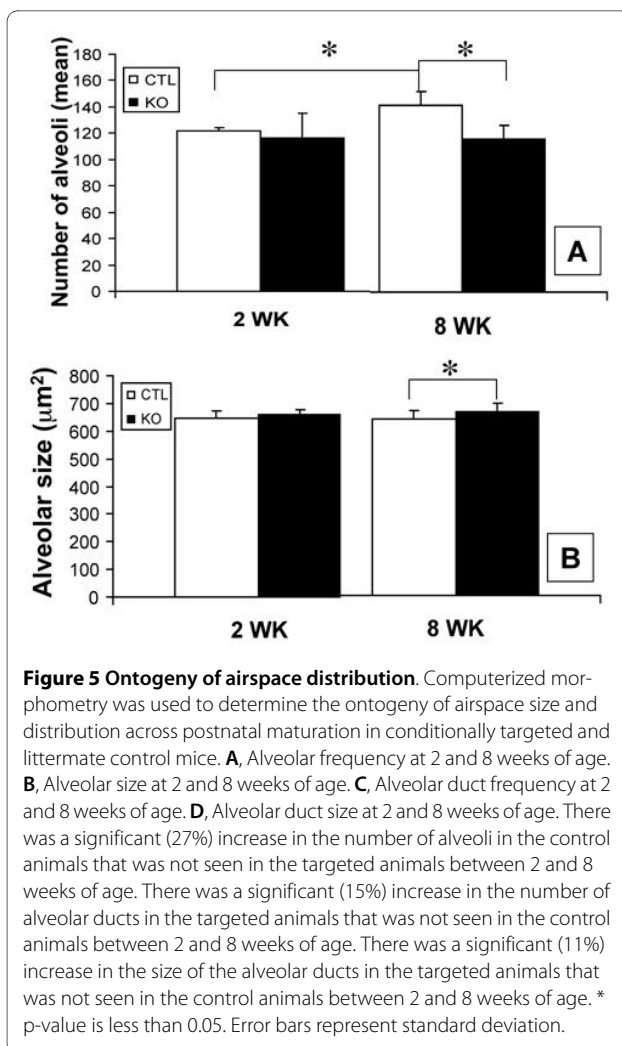 * *
180
160
140
120
100
80
60
40
20
0
Number of alveoli (mean)
CTL
KO
A
2 WK 8 WK
*
800
700
600
500
400
300
200
100
0
Alveolar size (µm²)
CTL
KO
B
2 WK 8 WK
Figure 5 Ontogeny of airspace distribution. Computerized mor-
phometry was used to determine the ontogeny of airspace size and
distribution across postnatal maturation in conditionally targeted and
littermate control mice. A, Alveolar frequency at 2 and 8 weeks of age.
B, Alveolar size at 2 and 8 weeks of age. C, Alveolar duct frequency at 2
and 8 weeks of age. D, Alveolar duct size at 2 and 8 weeks of age. There
was a significant (27%) increase in the number of alveoli in the control
animals that was not seen in the targeted animals between 2 and 8
weeks of age. There was a significant (15%) increase in the number of
alveolar ducts in the targeted animals that was not seen in the control
animals between 2 and 8 weeks of age. There was a significant (11%)
increase in the size of the alveolar ducts in the targeted animals that
was not seen in the control animals between 2 and 8 weeks of age. *
p-value is less than 0.05. Error bars represent standard deviation.